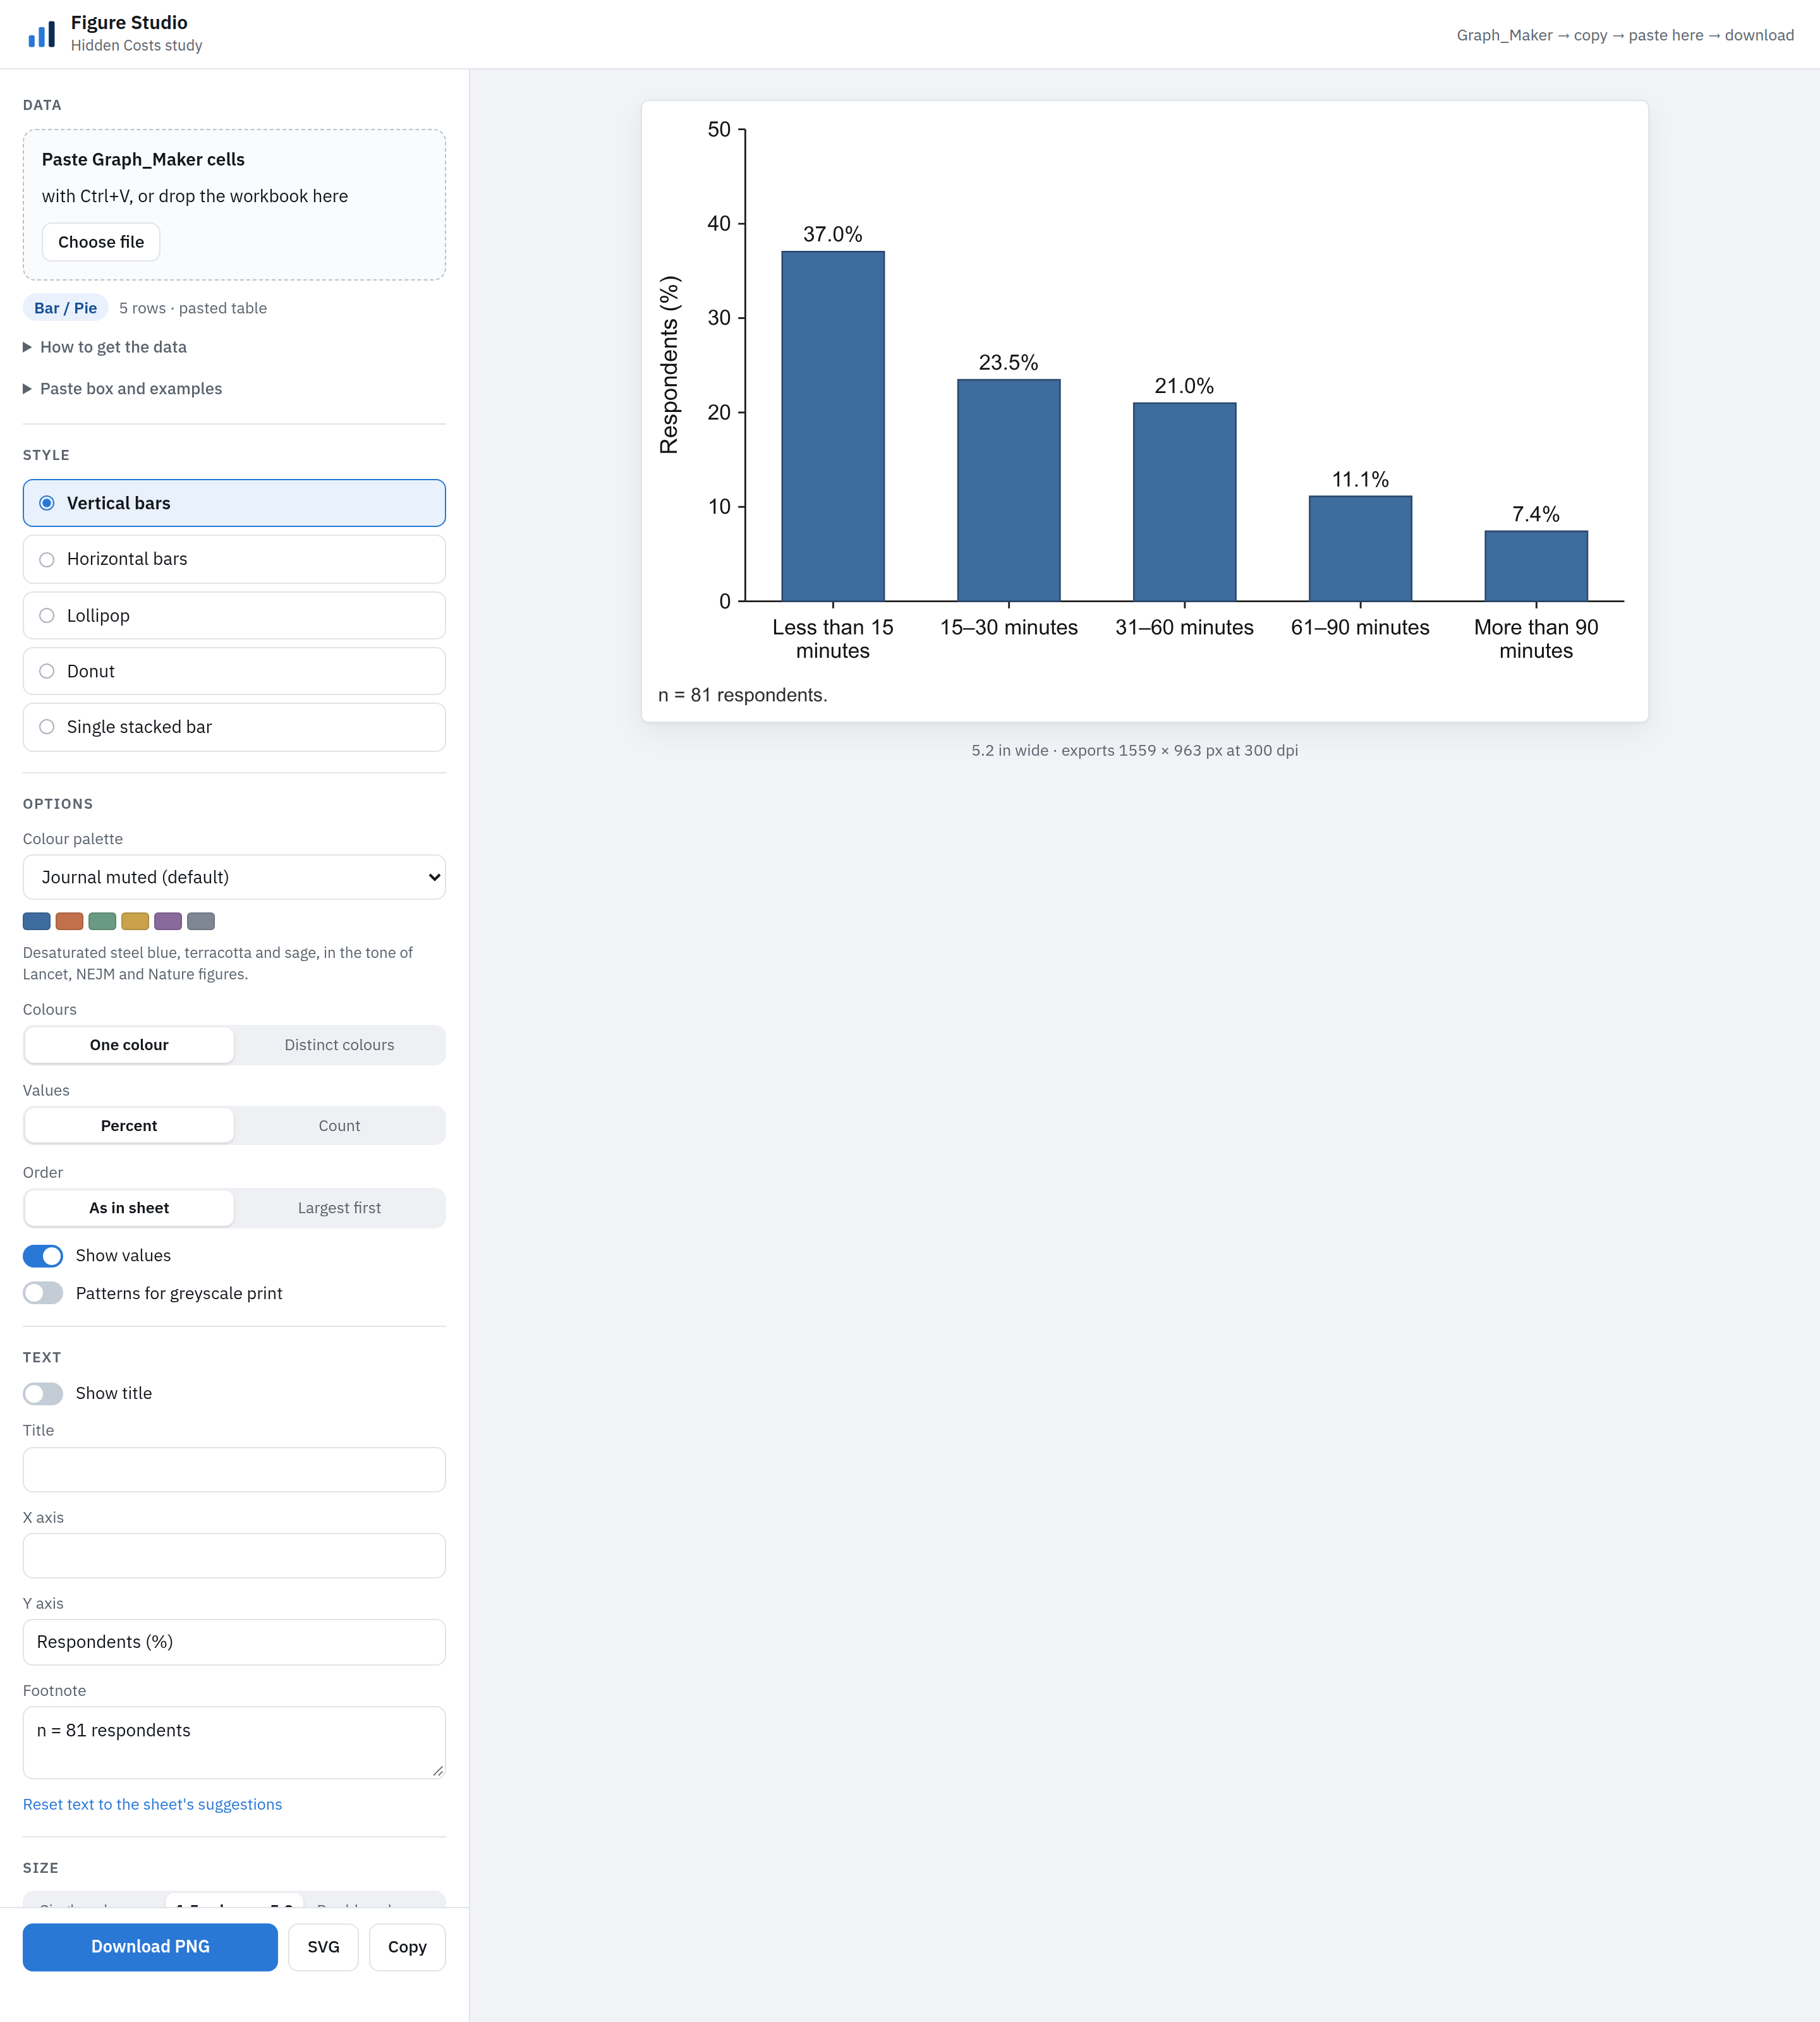 Figure Studio
Hidden Costs study
Graph_Maker → copy → paste here → download
DATA
Paste Graph_Maker cells
with Ctrl+V, or drop the workbook here
Choose file
Bar / Pie 5 rows · pasted table
How to get the data
Paste box and examples
STYLE
Vertical bars
Horizontal bars
Lollipop
Donut
Single stacked bar
OPTIONS
Colour palette
Journal muted (default)
Desaturated steel blue, terracotta and sage, in the tone of
Lancet, NEJM and Nature figures.
Colours
One colour Distinct colours
Values
Percent Count
Order
As in sheet Largest first
Show values
Patterns for greyscale print
TEXT
Show title
Title
X axis
Y axis
Respondents (%)
Footnote
n = 81 respondents
Reset text to the sheet's suggestions
SIZE
Download PNG SVG Copy
Respondents (%)
50
40
30
20
10
0
37.0%
23.5%
21.0%
11.1%
7.4%
Less than 15
minutes
15–30 minutes
31–60 minutes
61–90 minutes
More than 90
minutes
n = 81 respondents.
5.2 in wide · exports 1559 × 963 px at 300 dpi